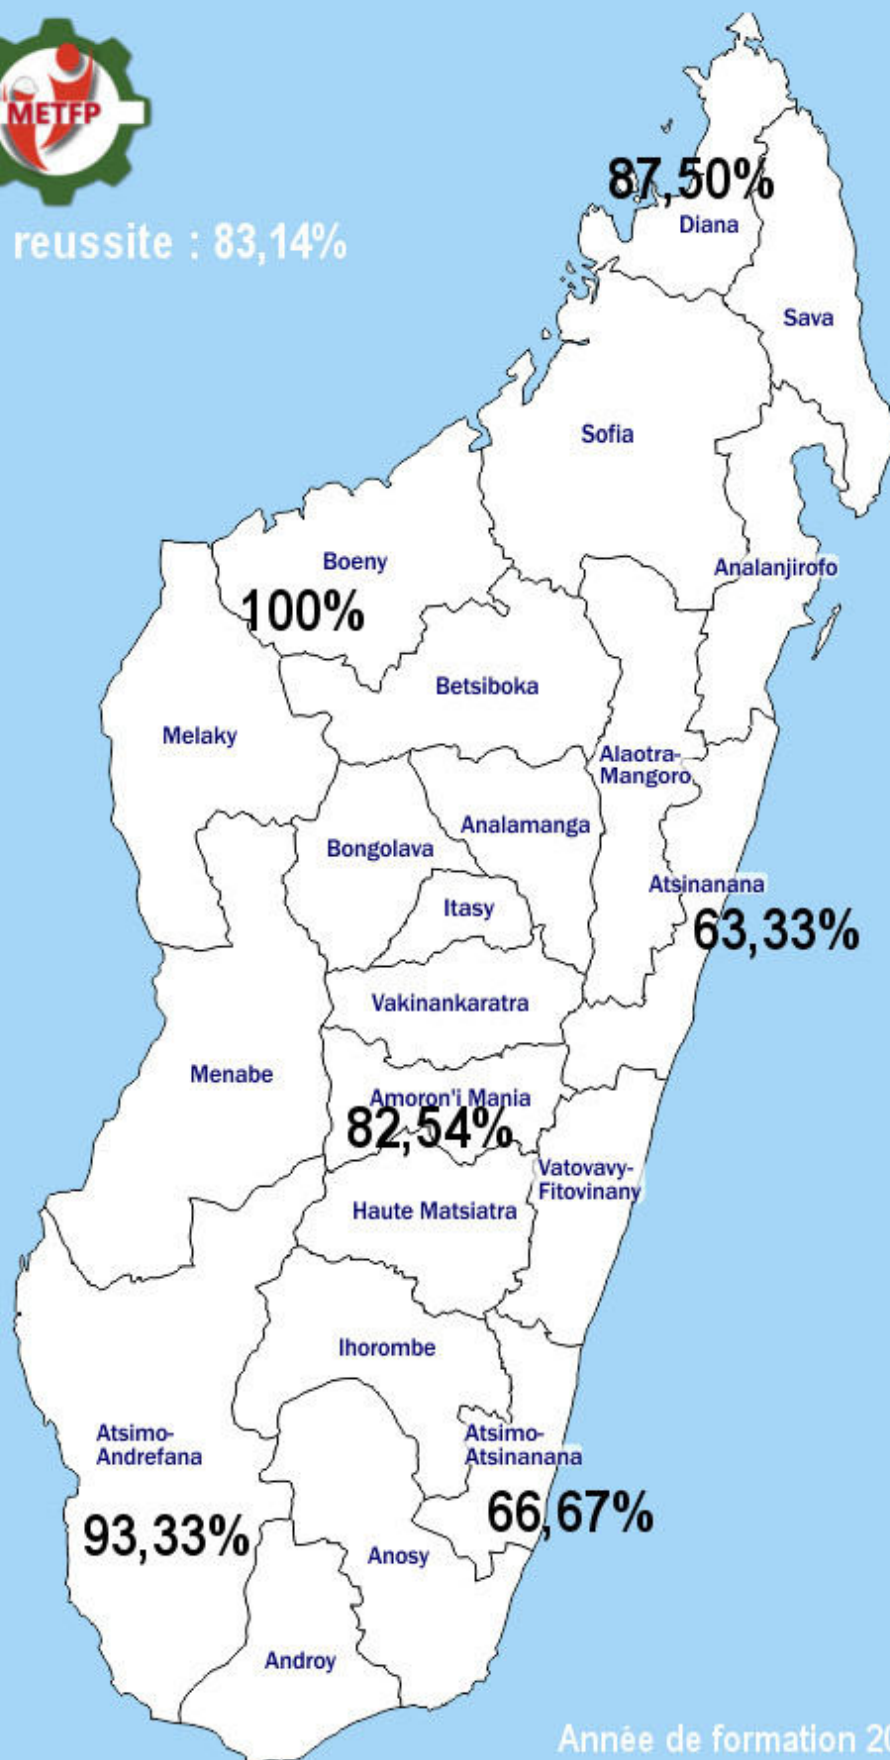 METFP
reussite : 83,14%
87,50%
Diana
Sava
Sofia
Boeny
100%
Analanjirofo
Betsiboka
Melaky
Alaotra-
Mangoro
Analamanga
Bongolava
Atsinanana
63,33%
Itasy
Vakinankaratra
Menabe
Amoron'i Mania
82,54%
Vatovavy-
Fitovinany
Haute Matsiatra
Ihorombe
Atsimo-
Andrefana
Atsimo-
Atsinanana
93,33%
66,67%
Anosy
Androy
Année de formation 20